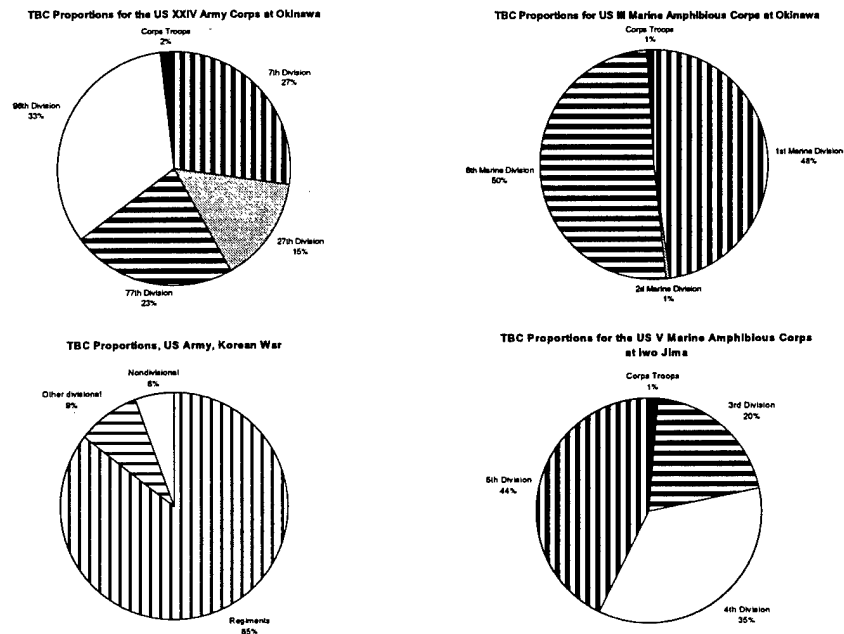 TBC Proportions for the US XXIV Army Corps at Okinawa
Corps Troops
2%
7th Division
27%
27th Division
15%
77th Division
23%
96th Division
33%
TBC Proportions for US III Marine Amphibious Corps at Okinawa
Corps Troops
1%
1st Marine Division
48%
2d Marine Division
1%
6th Marine Division
50%
TBC Proportions, US Army, Korean War
Nondivisional
6%
Other divisional
9%
Regiments
85%
TBC Proportions for the US V Marine Amphibious Corps
at Iwo Jima
Corps Troops
1%
3rd Division
20%
4th Division
35%
5th Division
44%